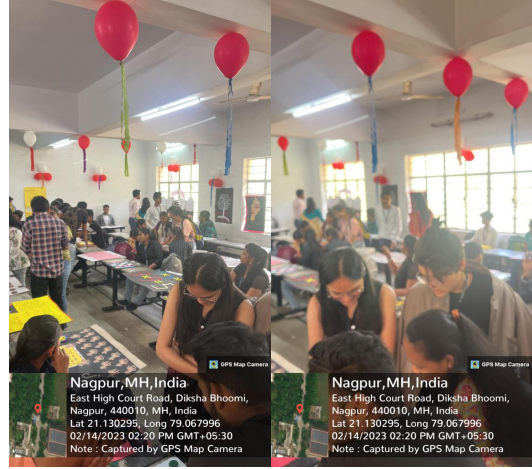 GPS Map Camera
Nagpur,MH,India
East High Court Road, Diksha Bhoomi,
Nagpur, 440010, MH, India
Lat 21.130295, Long 79.067996
02/14/2023 02:20 PM GMT+05:30
Note : Captured by GPS Map Camera
GPS Map Camera
Nagpur,MH,India
East High Court Road, Diksha Bhoomi,
Nagpur, 440010, MH, India
Lat 21.130295, Long 79.067996
02/14/2023 02:20 PM GMT+05:30
Note : Captured by GPS Map Camera